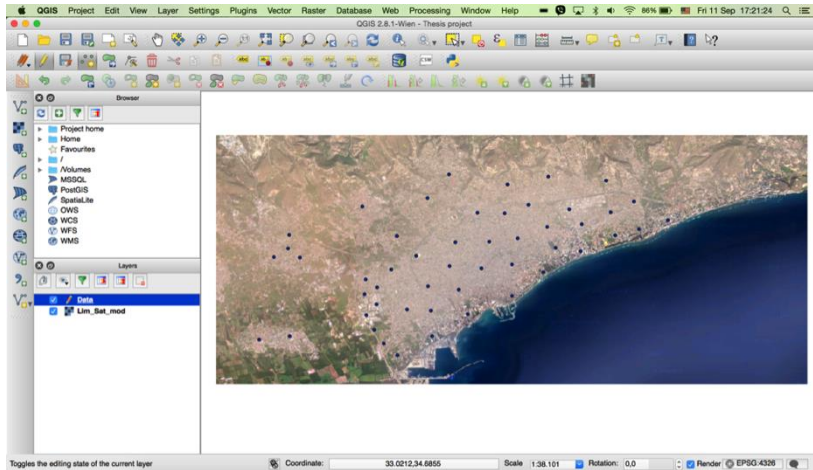 QGIS Project Edit View Layer Settings Plugins Vector Raster Database Web Processing Window Help 86% Fri 11 Sep 17:21:24
QGIS 2.8.1-Wien - Thesis project
Browser
Project home
Home
Favourites
/
/Volumes
MSSQL
PostGIS
SpatiaLite
OWS
WCS
WFS
WMS
Layers
Data
Lim_Sat_mod
Toggles the editing state of the current layer Coordinate: 33.0212,34.6855 Scale 1:38.101 Rotation: 0,0 Render EPSG:4326